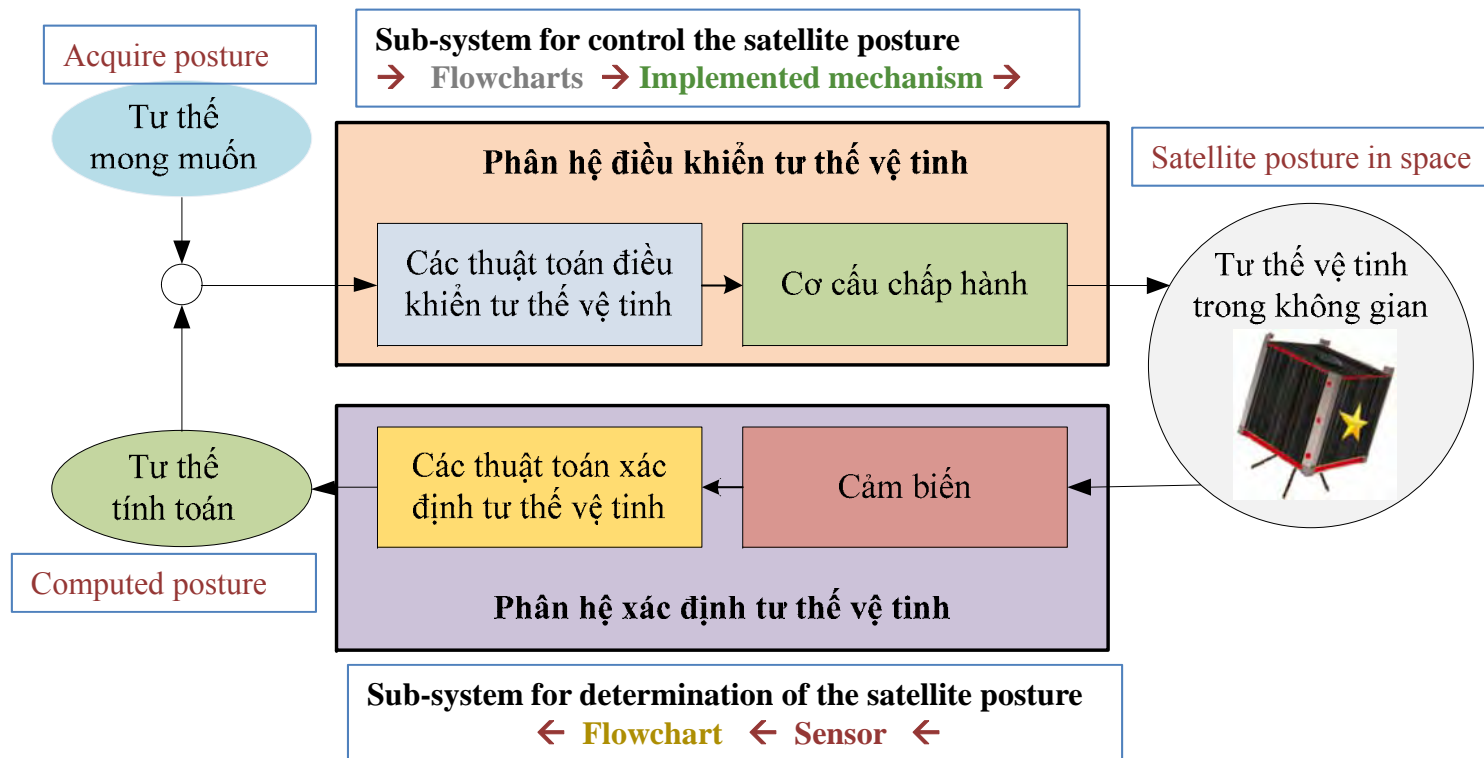 Acquire posture
Tư thế
mong muốn
Sub-system for control the satellite posture
→ Flowcharts → Implemented mechanism →
Phân hệ điều khiển tư thế vệ tinh
Các thuật toán điều
khiển tư thế vệ tinh
Cơ cấu chấp hành
Satellite posture in space
Tư thế vệ tinh
trong không gian
Tư thế
tính toán
Computed posture
Các thuật toán xác
định tư thế vệ tinh
Cảm biến
Phân hệ xác định tư thế vệ tinh
Sub-system for determination of the satellite posture
← Flowchart ← Sensor ←